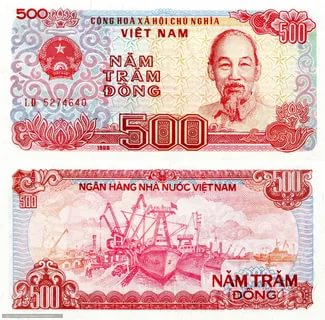 500
CỘNG HOÀ XÃ HỘI CHỦ NGHĨA
VIỆT NAM
500
NĂM
TRĂM
ĐỒNG
I.D 5274640
500
1988
NGÂN HÀNG NHÀ NƯỚC VIỆT NAM
500
500
500
NĂM TRĂM
ĐỒNG